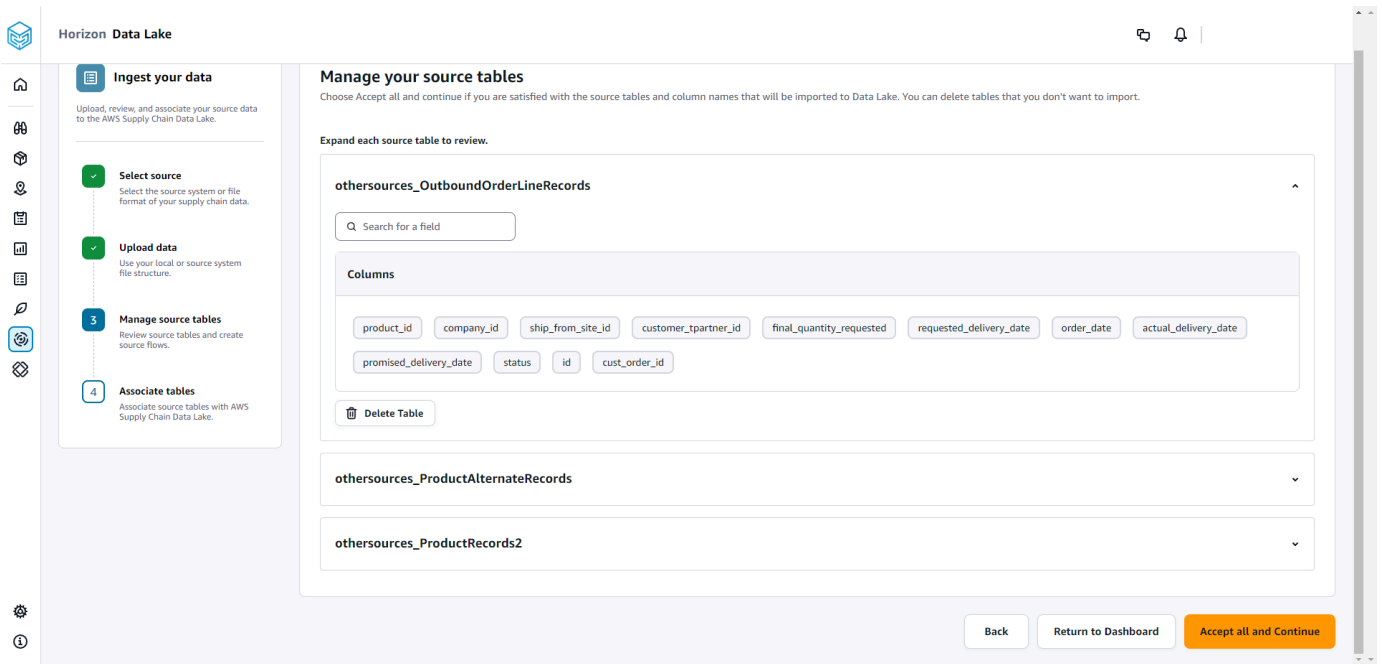 Horizon Data Lake
Ingest your data
Upload, review, and associate your source data
to the AWS Supply Chain Data Lake.
Select source
Select the source system or file
format of your supply chain data.
Upload data
Use your local or source system
file structure.
3 Manage source tables
Review source tables and create
source flows.
4 Associate tables
Associate source tables with AWS
Supply Chain Data Lake.
Manage your source tables
Choose Accept all and continue if you are satisfied with the source tables and column names that will be imported to Data Lake. You can delete tables that you don't want to import.
Expand each source table to review.
othersources_OutboundOrderLineRecords
Search for a field
Columns
product_id company_id ship_from_site_id customer_tpartner_id final_quantity_requested requested_delivery_date order_date actual_delivery_date
promised_delivery_date status id cust_order_id
Delete Table
othersources_ProductAlternateRecords
othersources_ProductRecords2
Back Return to Dashboard Accept all and Continue